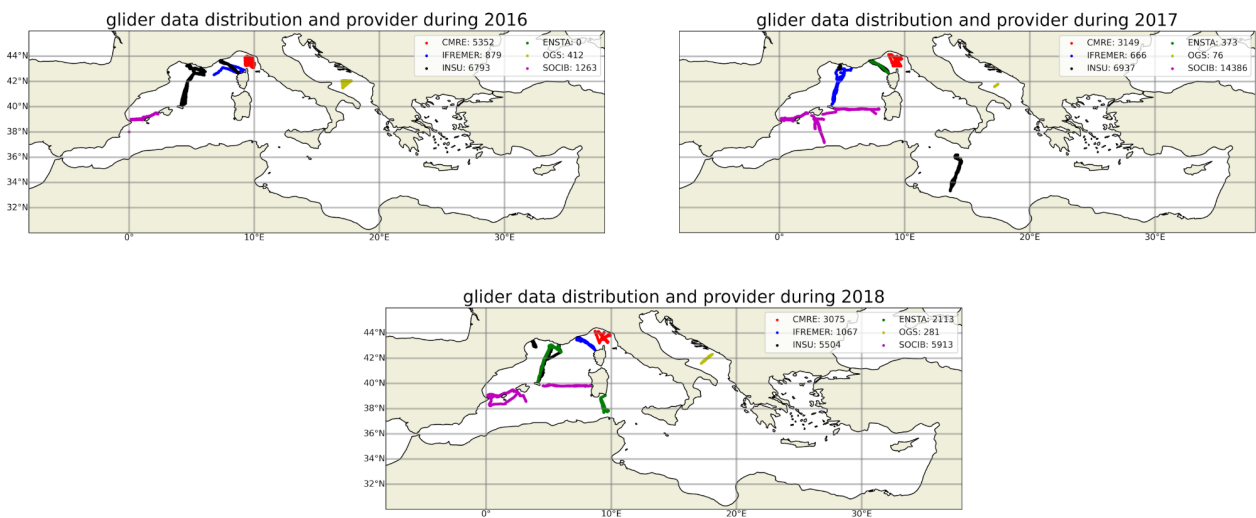 glider data distribution and provider during 2016
CMRE: 5352 ENSTA: 0
IFREMER: 879 OGS: 412
INSU: 6793 SOCIB: 1263
44°N
42°N
40°N
38°N
36°N
34°N
32°N
0° 10°E 20°E 30°E
glider data distribution and provider during 2017
CMRE: 3149 ENSTA: 373
IFREMER: 666 OGS: 76
INSU: 6937 SOCIB: 14386
44°N
42°N
40°N
38°N
36°N
34°N
32°N
0° 10°E 20°E 30°E
glider data distribution and provider during 2018
CMRE: 3075 ENSTA: 2113
IFREMER: 1067 OGS: 281
INSU: 5504 SOCIB: 5913
44°N
42°N
40°N
38°N
36°N
34°N
32°N
0° 10°E 20°E 30°E